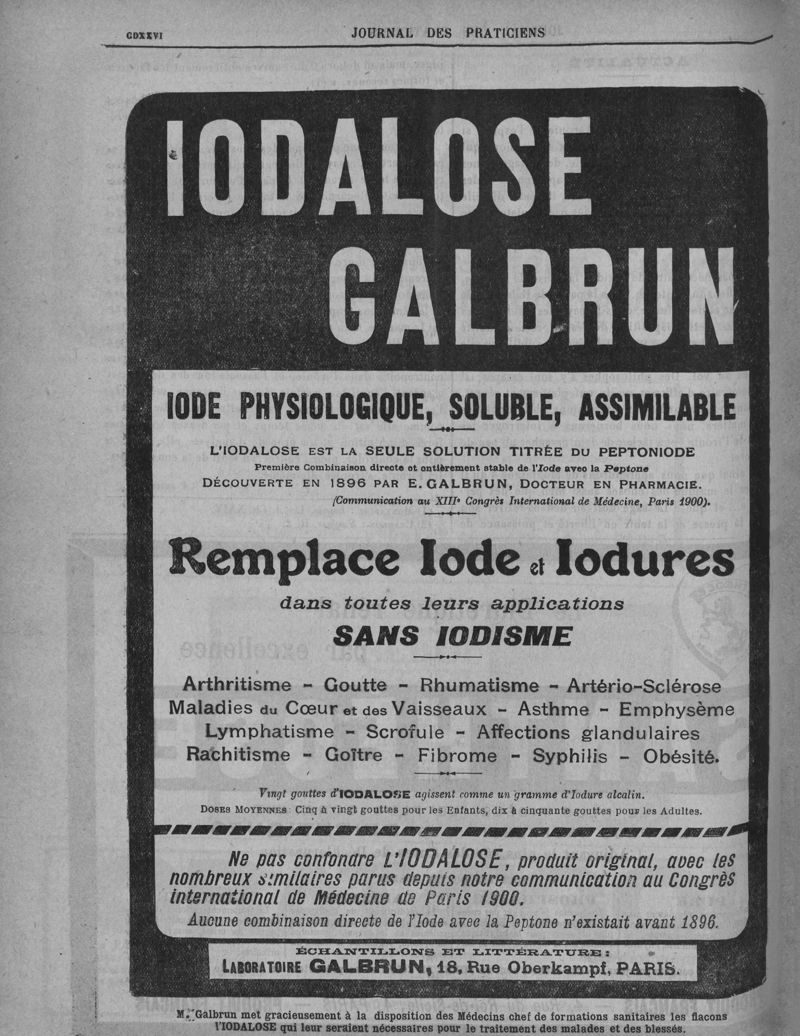 CDXXVI
JOURNAL DES PRATICIENS
IODALOSE
GALBRUN
IODE PHYSIOLOGIQUE, SOLUBLE, ASSIMILABLE
L'IODALOSE EST LA SEULE SOLUTION TITRÉE DU PEPTONIODE
Première Combinaison directe et entièrement stable de l'Iode avec la Peptone
DÉCOUVERTE EN 1896 PAR E. GALBRUN, DOCTEUR EN PHARMACIE.
(Communication au XIIIe Congrès International de Médecine, Paris 1900).
Remplace Iode et Iodures
dans toutes leurs applications
SANS IODISME
Arthritisme - Goutte - Rhumatisme - Artério-Sclérose
Maladies du Cœur et des Vaisseaux - Asthme - Emphysème
Lymphatisme - Scrofule - Affections glandulaires
Rachitisme - Goître - Fibrome - Syphilis - Obésité.
Vingt gouttes d'IODALOSE agissent comme un gramme d'Iodure alcalin.
DOSES MOYENNES : Cinq à vingt gouttes pour les Enfants, dix à cinquante gouttes pour les Adultes.
Ne pas confondre L'IODALOSE, produit original, avec les
nombreux similaires parus depuis notre communication au Congrès
international de Médecine de Paris 1900.
Aucune combinaison directe de l'Iode avec la Peptone n'existait avant 1896.
ÉCHANTILLONS ET LITTÉRATURE :
LABORATOIRE GALBRUN, 18, Rue Oberkampf, PARIS.
M. Galbrun met gracieusement à la disposition des Médecins chef de formations sanitaires les flacons
l'IODALOSE qui leur seraient nécessaires pour le traitement des malades et des blessés.